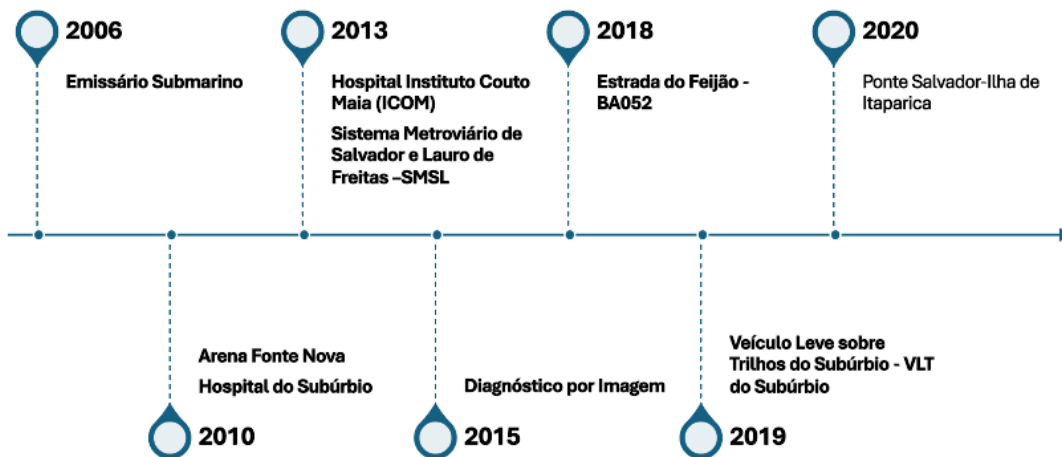 2006
Emissário Submarino
2013
Hospital Instituto Couto
Maia (ICOM)
Sistema Metroviário de
Salvador e Lauro de
Freitas –SMSL
2018
Estrada do Feijão -
BA052
2020
Ponte Salvador-Ilha de
Itaparica
Arena Fonte Nova
Hospital do Subúrbio
2010
Diagnóstico por Imagem
2015
Veículo Leve sobre
Trilhos do Subúrbio - VLT
do Subúrbio
2019